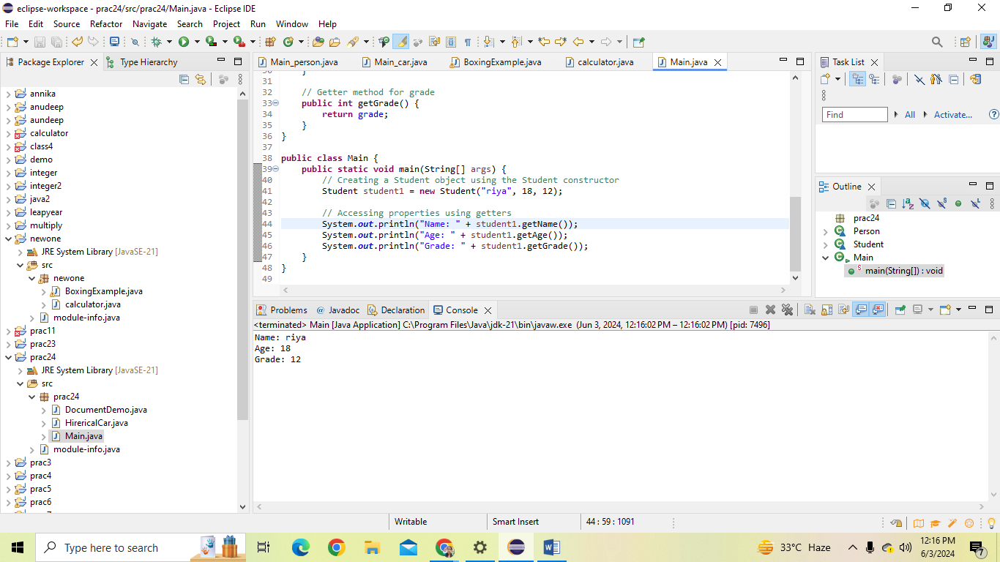 eclipse-workspace - prac24/src/prac24/Main.java - Eclipse IDE
File Edit Source Refactor Navigate Search Project Run Window Help
Package Explorer Type Hierarchy
annika
anudeep
aundeep
calculator
class4
demo
integer
integer2
java2
leapyear
multiply
newone
JRE System Library [JavaSE-21]
src
newone
BoxingExample.java
calculator.java
module-info.java
prac11
prac23
prac24
JRE System Library [JavaSE-21]
src
prac24
DocumentDemo.java
HirericalCar.java
Main.java
module-info.java
prac3
prac4
prac5
prac6
Main_person.java Main_car.java BoxingExample.java calculator.java Main.java
30 }
31
32 // Getter method for grade
33 public int getGrade() {
34 return grade;
35 }
36 }
37
38 public class Main {
39 public static void main(String[] args) {
40 // Creating a Student object using the Student constructor
41 Student student1 = new Student("riya", 18, 12);
42
43 // Accessing properties using getters
44 System.out.println("Name: " + student1.getName());
45 System.out.println("Age: " + student1.getAge());
46 System.out.println("Grade: " + student1.getGrade());
47 }
48 }
49
Problems @ Javadoc Declaration Console
<terminated> Main [Java Application] C:\Program Files\Java\jdk-21\bin\javaw.exe (Jun 3, 2024, 12:16:02 PM – 12:16:02 PM) [pid: 7496]
Name: riya
Age: 18
Grade: 12
Task List
Find All Activate...
Outline
prac24
Person
Student
Main
main(String[]) : void
Writable Smart Insert 44 : 59 : 1091
Type here to search
33°C Haze
12:16 PM
6/3/2024
7